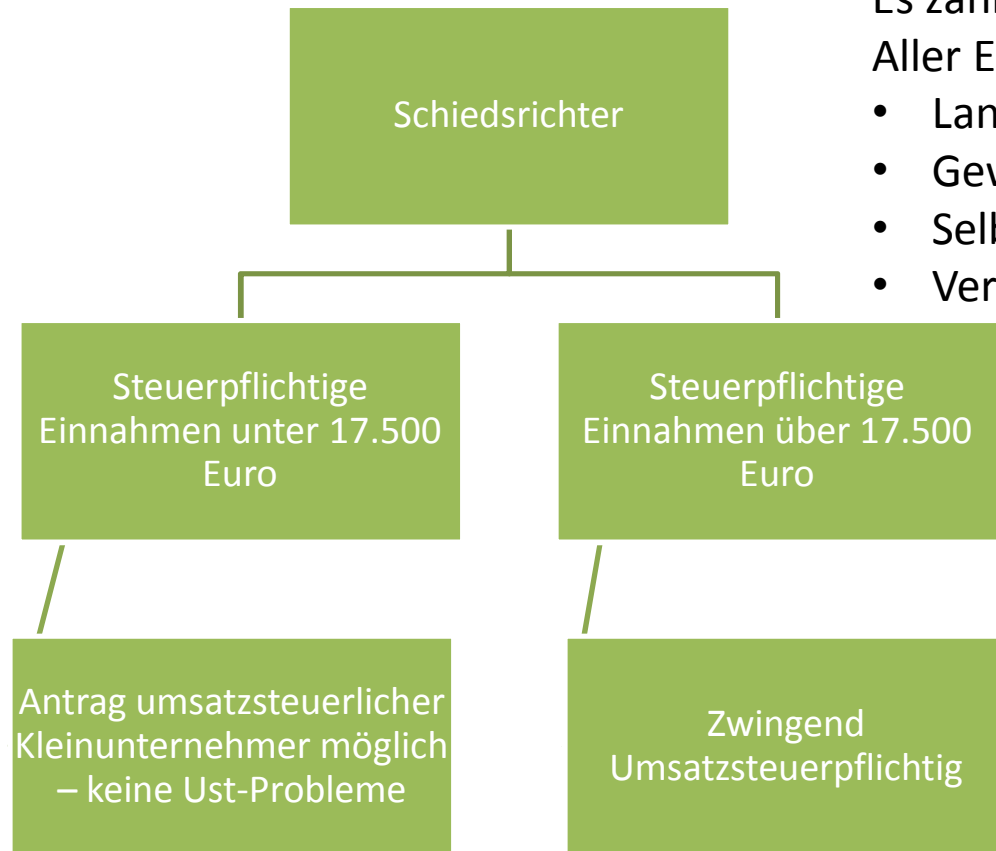 Aller E
•
•
•
•
Schiedsrichter
Steuerpflichtige
Einnahmen unter 17.500
Euro
Steuerpflichtige
Einnahmen über 17.500
Euro
Antrag umsatzsteuerlicher
Kleinunternehmer möglich
– keine Ust-Probleme
Zwingend
Umsatzsteuerpflichtig